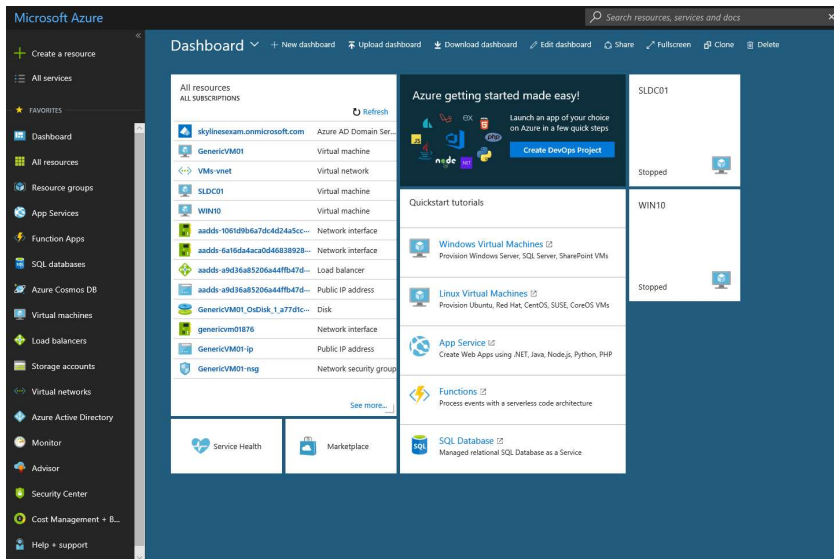 Microsoft Azure
Search resources, services and docs
Create a resource
All services
FAVORITES
Dashboard
All resources
Resource groups
App Services
Function Apps
SQL databases
Azure Cosmos DB
Virtual machines
Load balancers
Storage accounts
Virtual networks
Azure Active Directory
Monitor
Advisor
Security Center
Cost Management + B...
Help + support
Dashboard
New dashboard
Upload dashboard
Download dashboard
Edit dashboard
Share
Fullscreen
Clone
Delete
All resources
ALL SUBSCRIPTIONS
Refresh
skylinesexam.onmicrosoft.com Azure AD Domain Ser...
GenericVM01 Virtual machine
VMs-vnet Virtual network
SLDC01 Virtual machine
WIN10 Virtual machine
aadds-1061d9b6a7dc4d24a5cc... Network interface
aadds-6a16da4aca0d46838928... Network interface
aadds-a9d36a85206a44ffb47d... Load balancer
aadds-a9d36a85206a44ffb47d... Public IP address
GenericVM01_OsDisk_1_a77d1c... Disk
genericvm01876 Network interface
GenericVM01-ip Public IP address
GenericVM01-nsg Network security group
See more...
Service Health
Marketplace
Azure getting started made easy!
Launch an app of your choice
on Azure in a few quick steps
Create DevOps Project
ex
JS
php
node
.NET
Quickstart tutorials
Windows Virtual Machines
Provision Windows Server, SQL Server, SharePoint VMs
Linux Virtual Machines
Provision Ubuntu, Red Hat, CentOS, SUSE, CoreOS VMs
App Service
Create Web Apps using .NET, Java, Node.js, Python, PHP
Functions
Process events with a serverless code architecture
SQL
SQL Database
Managed relational SQL Database as a Service
SLDC01
Stopped
WIN10
Stopped